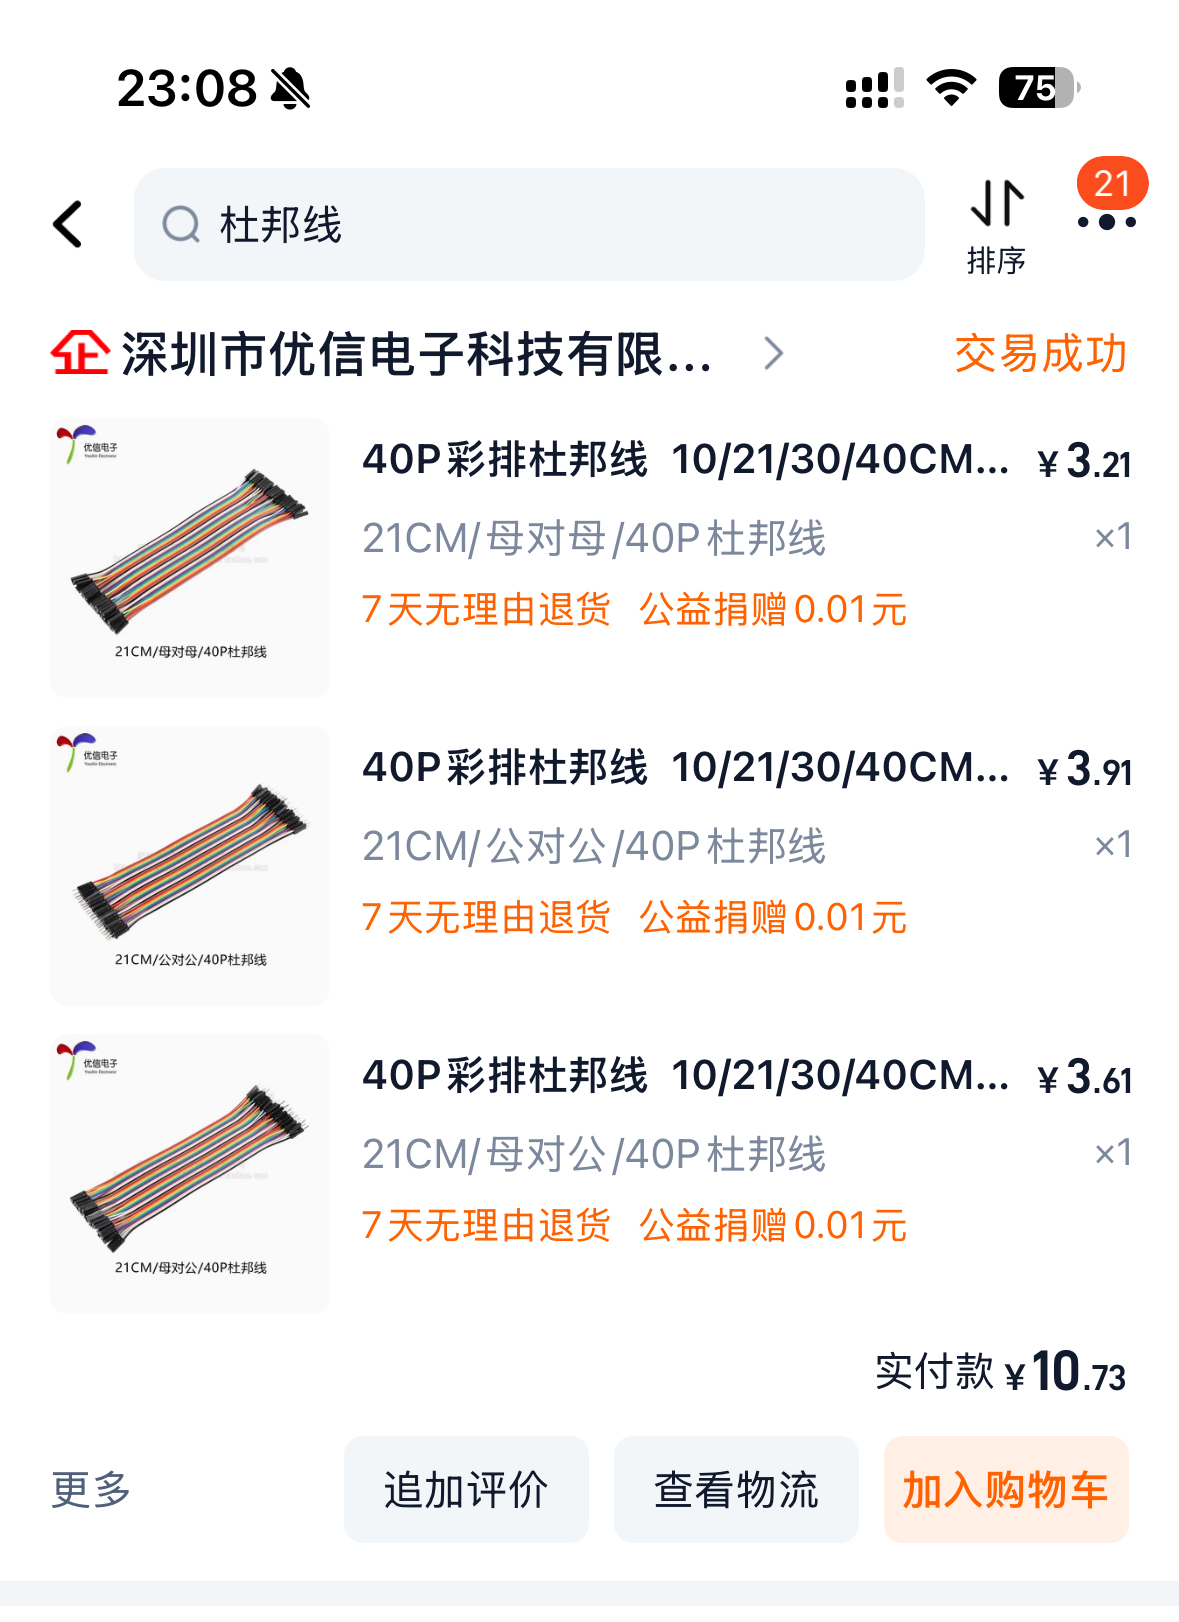 23:08
75
杜邦线
排序
21
企 深圳市优信电子科技有限...
交易成功
优信电子
21CM/母对母/40P杜邦线
40P彩排杜邦线 10/21/30/40CM...
¥3.21
21CM/母对母/40P杜邦线
×1
7天无理由退货 公益捐赠0.01元
优信电子
21CM/公对公/40P杜邦线
40P彩排杜邦线 10/21/30/40CM...
¥3.91
21CM/公对公/40P杜邦线
×1
7天无理由退货 公益捐赠0.01元
优信电子
21CM/母对公/40P杜邦线
40P彩排杜邦线 10/21/30/40CM...
¥3.61
21CM/母对公/40P杜邦线
×1
7天无理由退货 公益捐赠0.01元
实付款 ¥10.73
更多
追加评价
查看物流
加入购物车